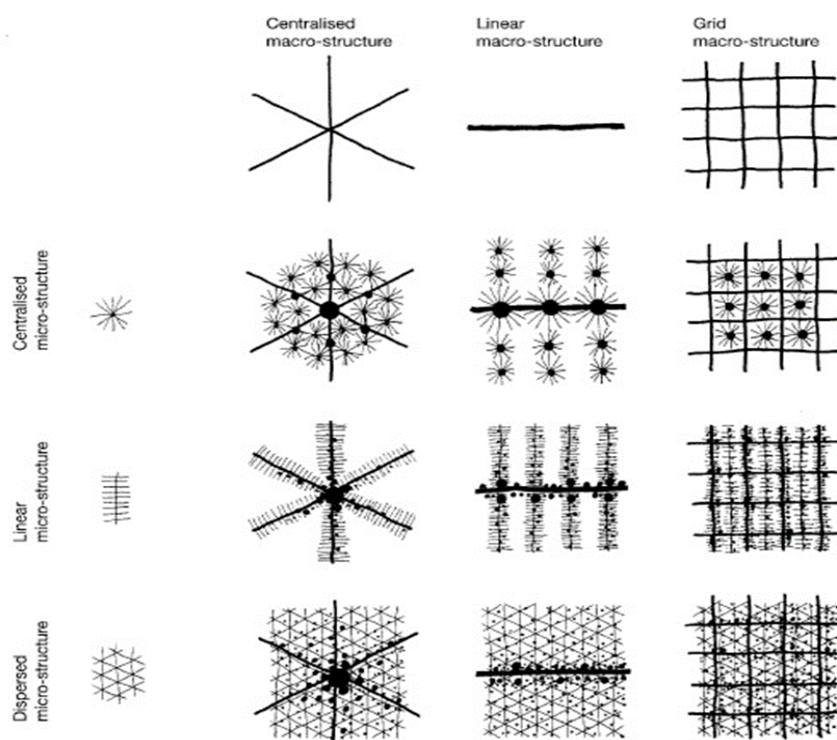 Centralised
macro-structure
Linear
macro-structure
Grid
macro-structure
Centralised
micro-structure
Linear
micro-structure
Dispersed
micro-structure